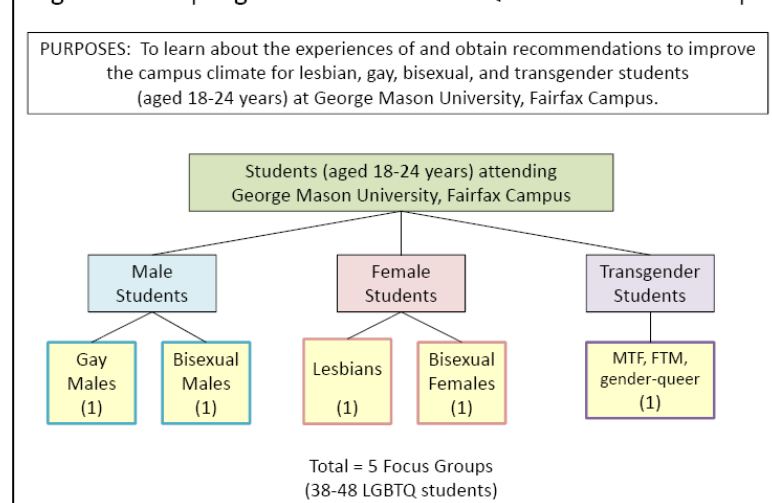 PURPOSES: To learn about the experiences of and obtain recommendations to improve
the campus climate for lesbian, gay, bisexual, and transgender students
(aged 18-24 years) at George Mason University, Fairfax Campus.
Students (aged 18-24 years) attending
George Mason University, Fairfax Campus
Male
Students
Female
Students
Transgender
Students
Gay
Males
(1)
Bisexual
Males
(1)
Lesbians
(1)
Bisexual
Females
(1)
MTF, FTM,
gender-queer
(1)
Total = 5 Focus Groups
(38-48 LGBTQ students)